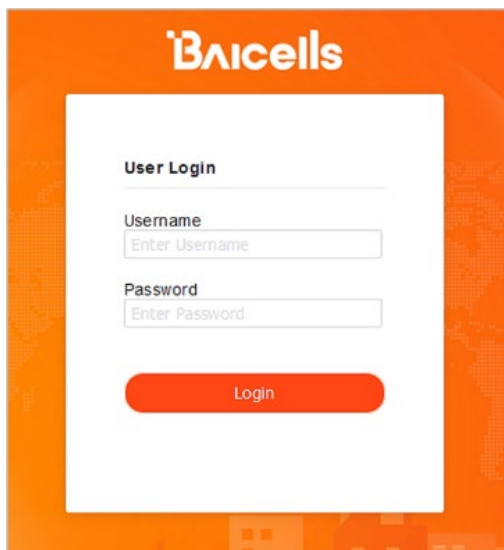 Baicells
User Login
Username
Enter Username
Password
Enter Password
Login